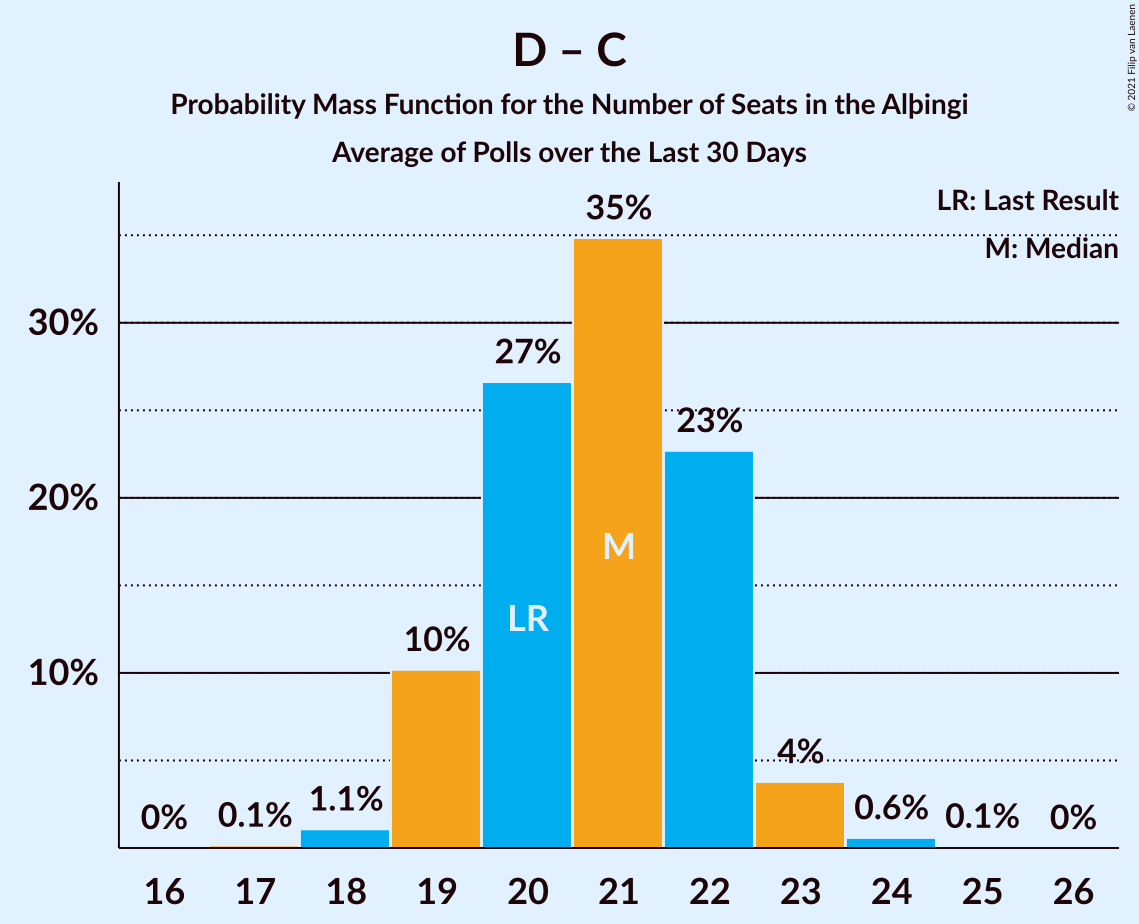 D – C
Probability Mass Function for the Number of Seats in the Alþingi
Average of Polls over the Last 30 Days
© 2021 Filip van Laenen
LR: Last Result
M: Median
35%
30%
27%
23%
20%
M
LR
10%
10%
4%
0%
0.1%
1.1%
0.6%
0.1%
0%
16 17 18 19 20 21 22 23 24 25 26